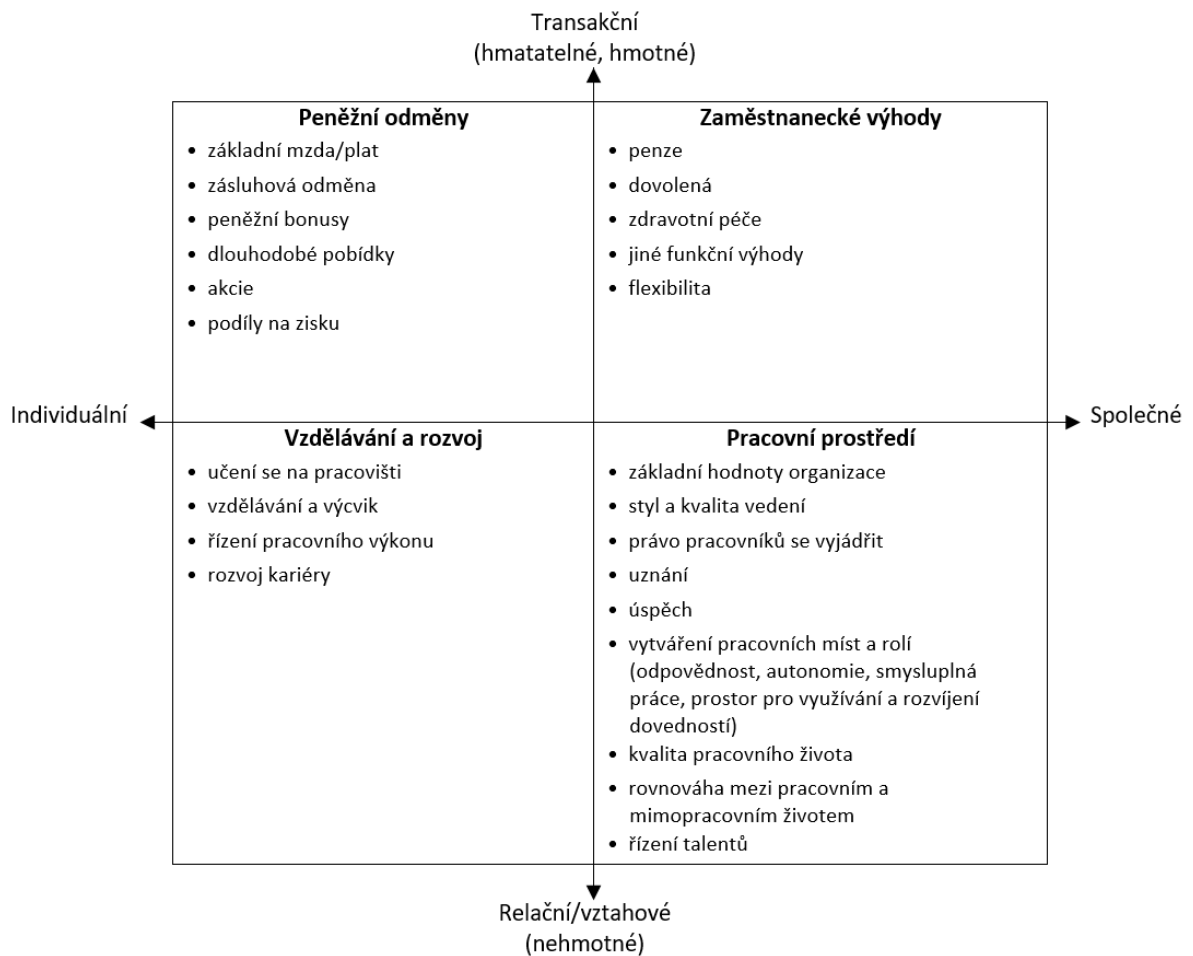 Transakční
(hmatatelné, hmotné)
Peněžní odměny
• základní mzda/plat
• zásluhová odměna
• peněžní bonusy
• dlouhodobé pobídky
• akcie
• podíly na zisku
Zaměstnanecké výhody
• penze
• dovolená
• zdravotní péče
• jiné funkční výhody
• flexibilita
Individuální
Společné
Vzdělávání a rozvoj
• učení se na pracovišti
• vzdělávání a výcvik
• řízení pracovního výkonu
• rozvoj kariéry
Pracovní prostředí
• základní hodnoty organizace
• styl a kvalita vedení
• právo pracovníků se vyjádřit
• uznání
• úspěch
• vytváření pracovních míst a rolí
(odpovědnost, autonomie, smysluplná
práce, prostor pro využívání a rozvíjení
dovedností)
• kvalita pracovního života
• rovnováha mezi pracovním a
mimopracovním životem
• řízení talentů
Relační/vztahové
(nehmotné)